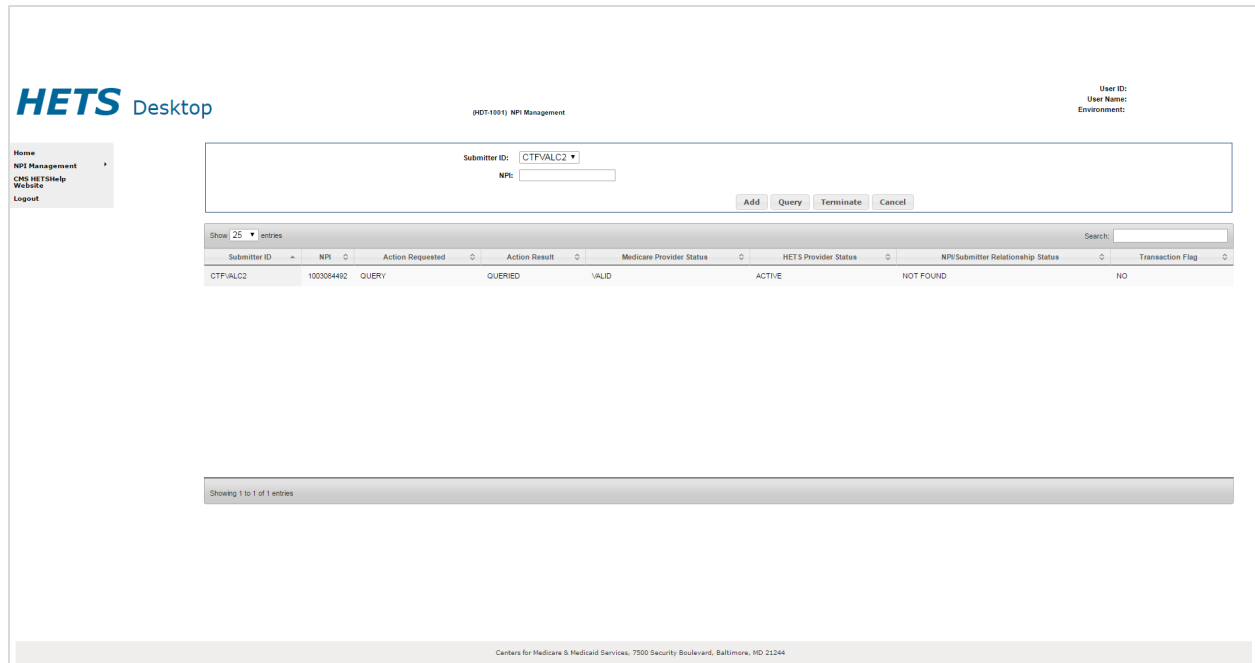 HETS Desktop
(HDT-1001) NPI Management
User ID:
User Name:
Environment:
Home
NPI Management
CMS HETSHelp
Website
Logout
Submitter ID: CTFVALC2
NPI:
Add Query Terminate Cancel
Show 25 entries Search:
Submitter ID NPI Action Requested Action Result Medicare Provider Status HETS Provider Status NPI/Submitter Relationship Status Transaction Flag
CTFVALC2 1003084492 QUERY QUERIED VALID ACTIVE NOT FOUND NO
Showing 1 to 1 of 1 entries
Centers for Medicare & Medicaid Services, 7500 Security Boulevard, Baltimore, MD 21244